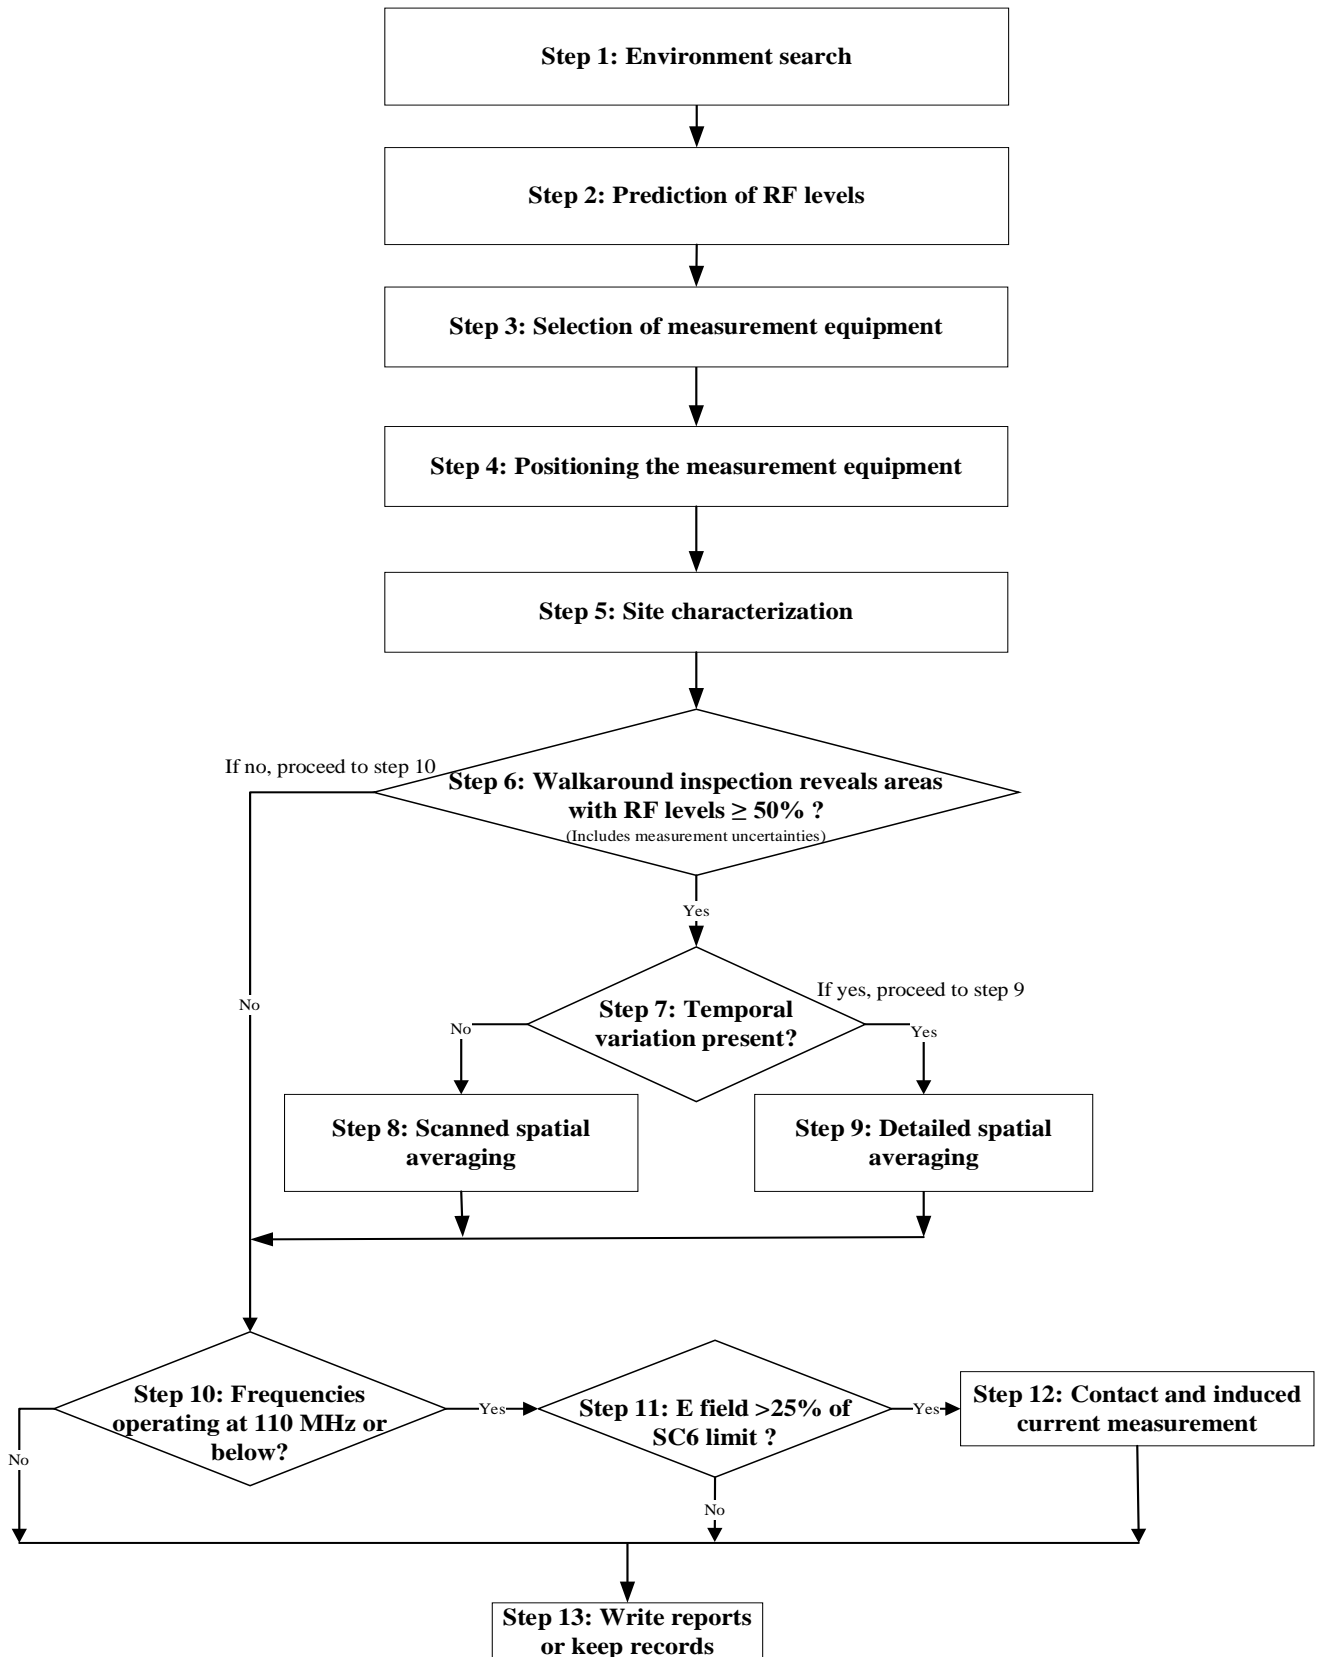 Step 1: Environment search
Step 2: Prediction of RF levels
Step 3: Selection of measurement equipment
Step 4: Positioning the measurement equipment
Step 5: Site characterization
If no, proceed to step 10
Step 6: Walkaround inspection reveals areas
with RF levels ≥ 50% ?
(Includes measurement uncertainties)
Yes
No
If yes, proceed to step 9
Step 7: Temporal
variation present?
No
Yes
Step 8: Scanned spatial
averaging
Step 9: Detailed spatial
averaging
Step 10: Frequencies
operating at 110 MHz or
below?
Yes
No
Step 11: E field >25% of
SC6 limit ?
Yes
No
Step 12: Contact and induced
current measurement
Step 13: Write reports
or keep records